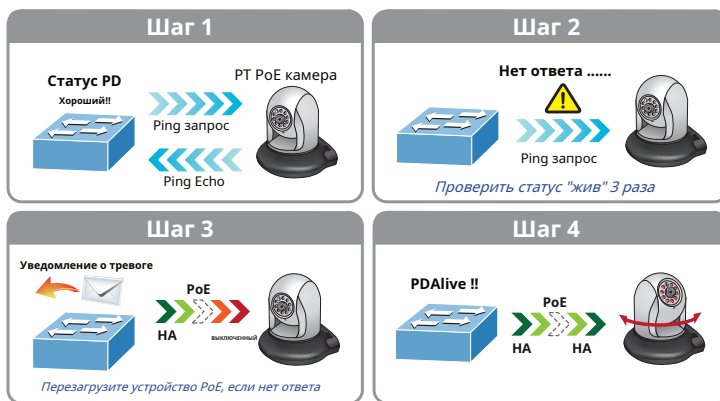 Шаг 1
Статус PD
Хороший!!
PT PoE камера
Ping запрос
Ping Echo
Шаг 2
Нет ответа ......
Ping запрос
Проверить статус "жив" 3 раза
Шаг 3
Уведомление о тревоге
PoE
НА
выключенный
Перезагрузите устройство PoE, если нет ответа
Шаг 4
PDAlive !!
PoE
НА
НА